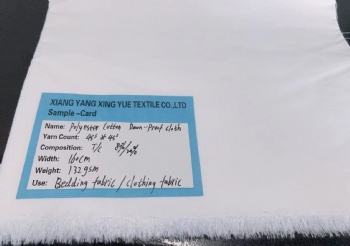 XIANG YANG XING YUE TEXTILE CO.,LTD
Sample-Card
Name: Polyester Cotton Down-Proof cloth
Yarn Count: 45s * 45s
Composition: T/C
Width: 160cm
Weight: 132gsm
Use: Bedding fabric / clothing fabric